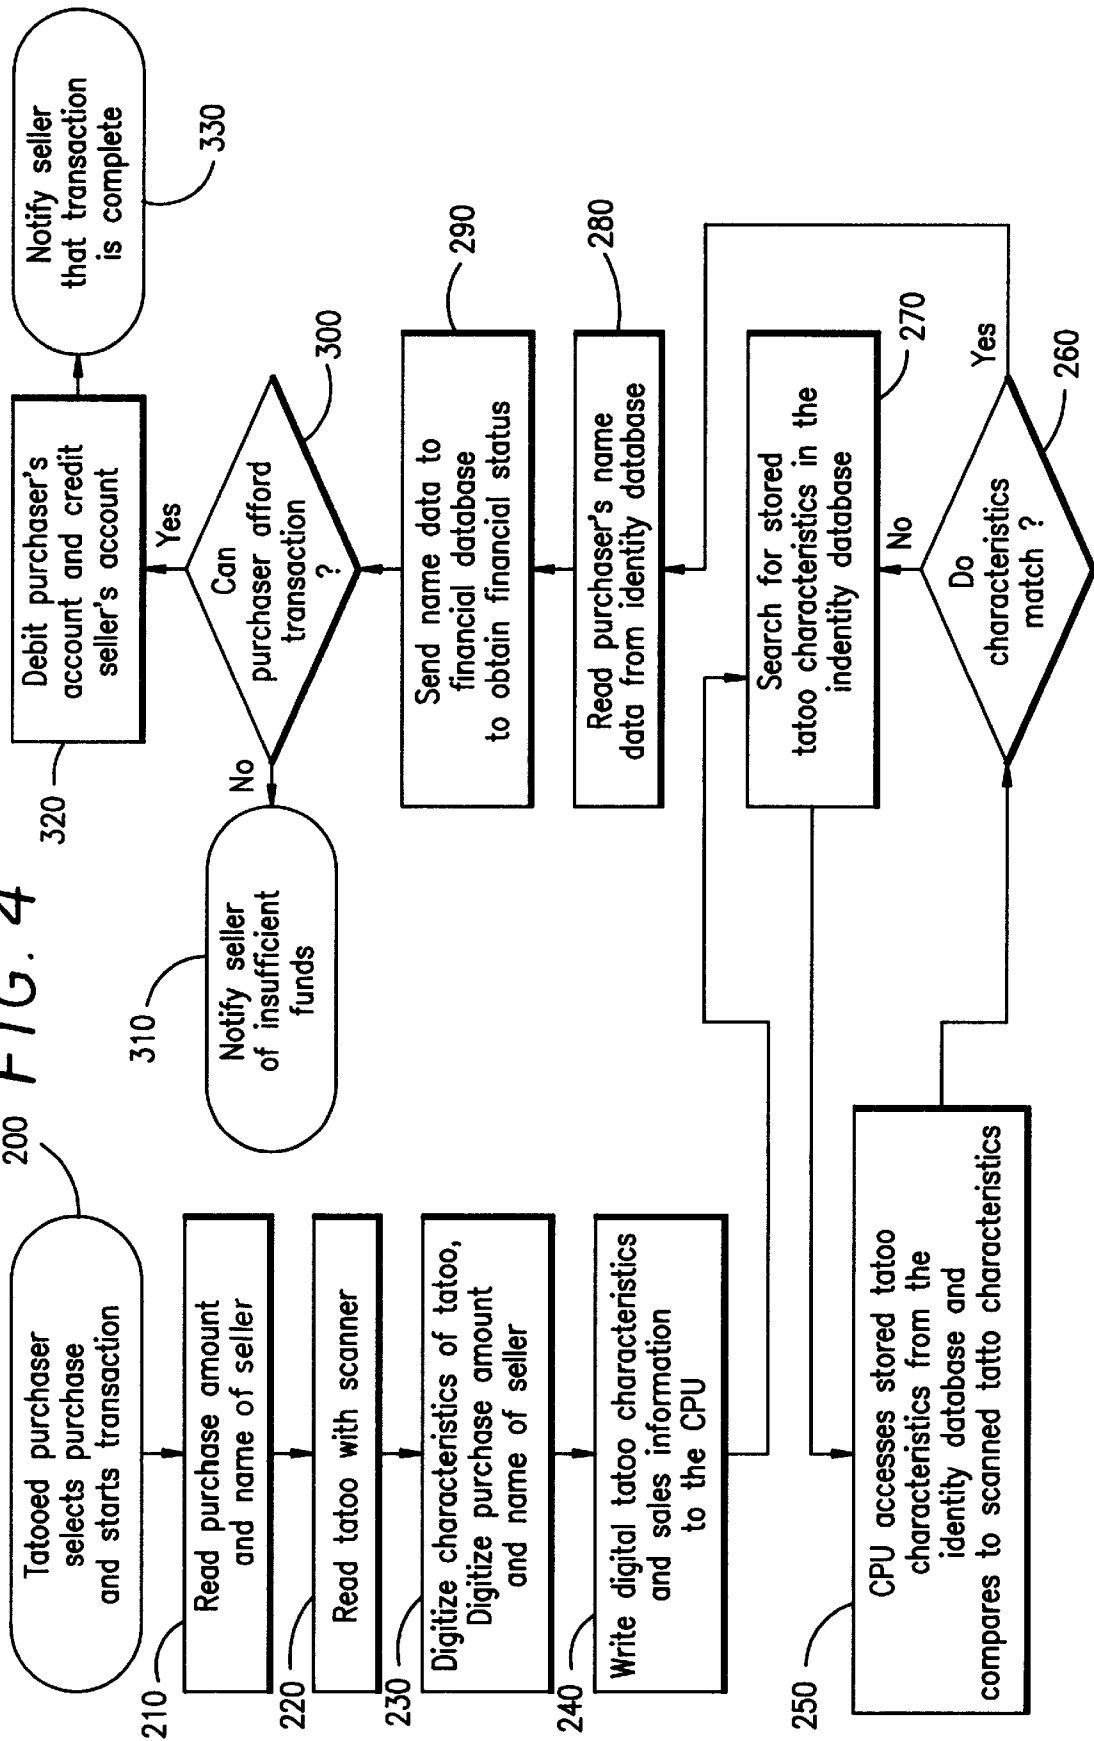 FIG. 4
200
Tatooed purchaser
selects purchase
and starts transaction
210
Read purchase amount
and name of seller
220
Read tatoo with scanner
230
Digitize characteristics of tatoo,
Digitize purchase amount
and name of seller
240
Write digital tatoo characteristics
and sales information
to the CPU
250
CPU accesses stored tatoo
characteristics from the
identity database and
compares to scanned tatto characteristics
260
Do
characteristics
match ?
No
Yes
270
Search for stored
tatoo characteristics in the
indentity database
280
Read purchaser's name
data from identity database
290
Send name data to
financial database
to obtain financial status
300
Can
purchaser afford
transaction
?
No
Yes
310
Notify seller
of insufficient
funds
320
Debit purchaser's
account and credit
seller's account
330
Notify seller
that transaction
is complete